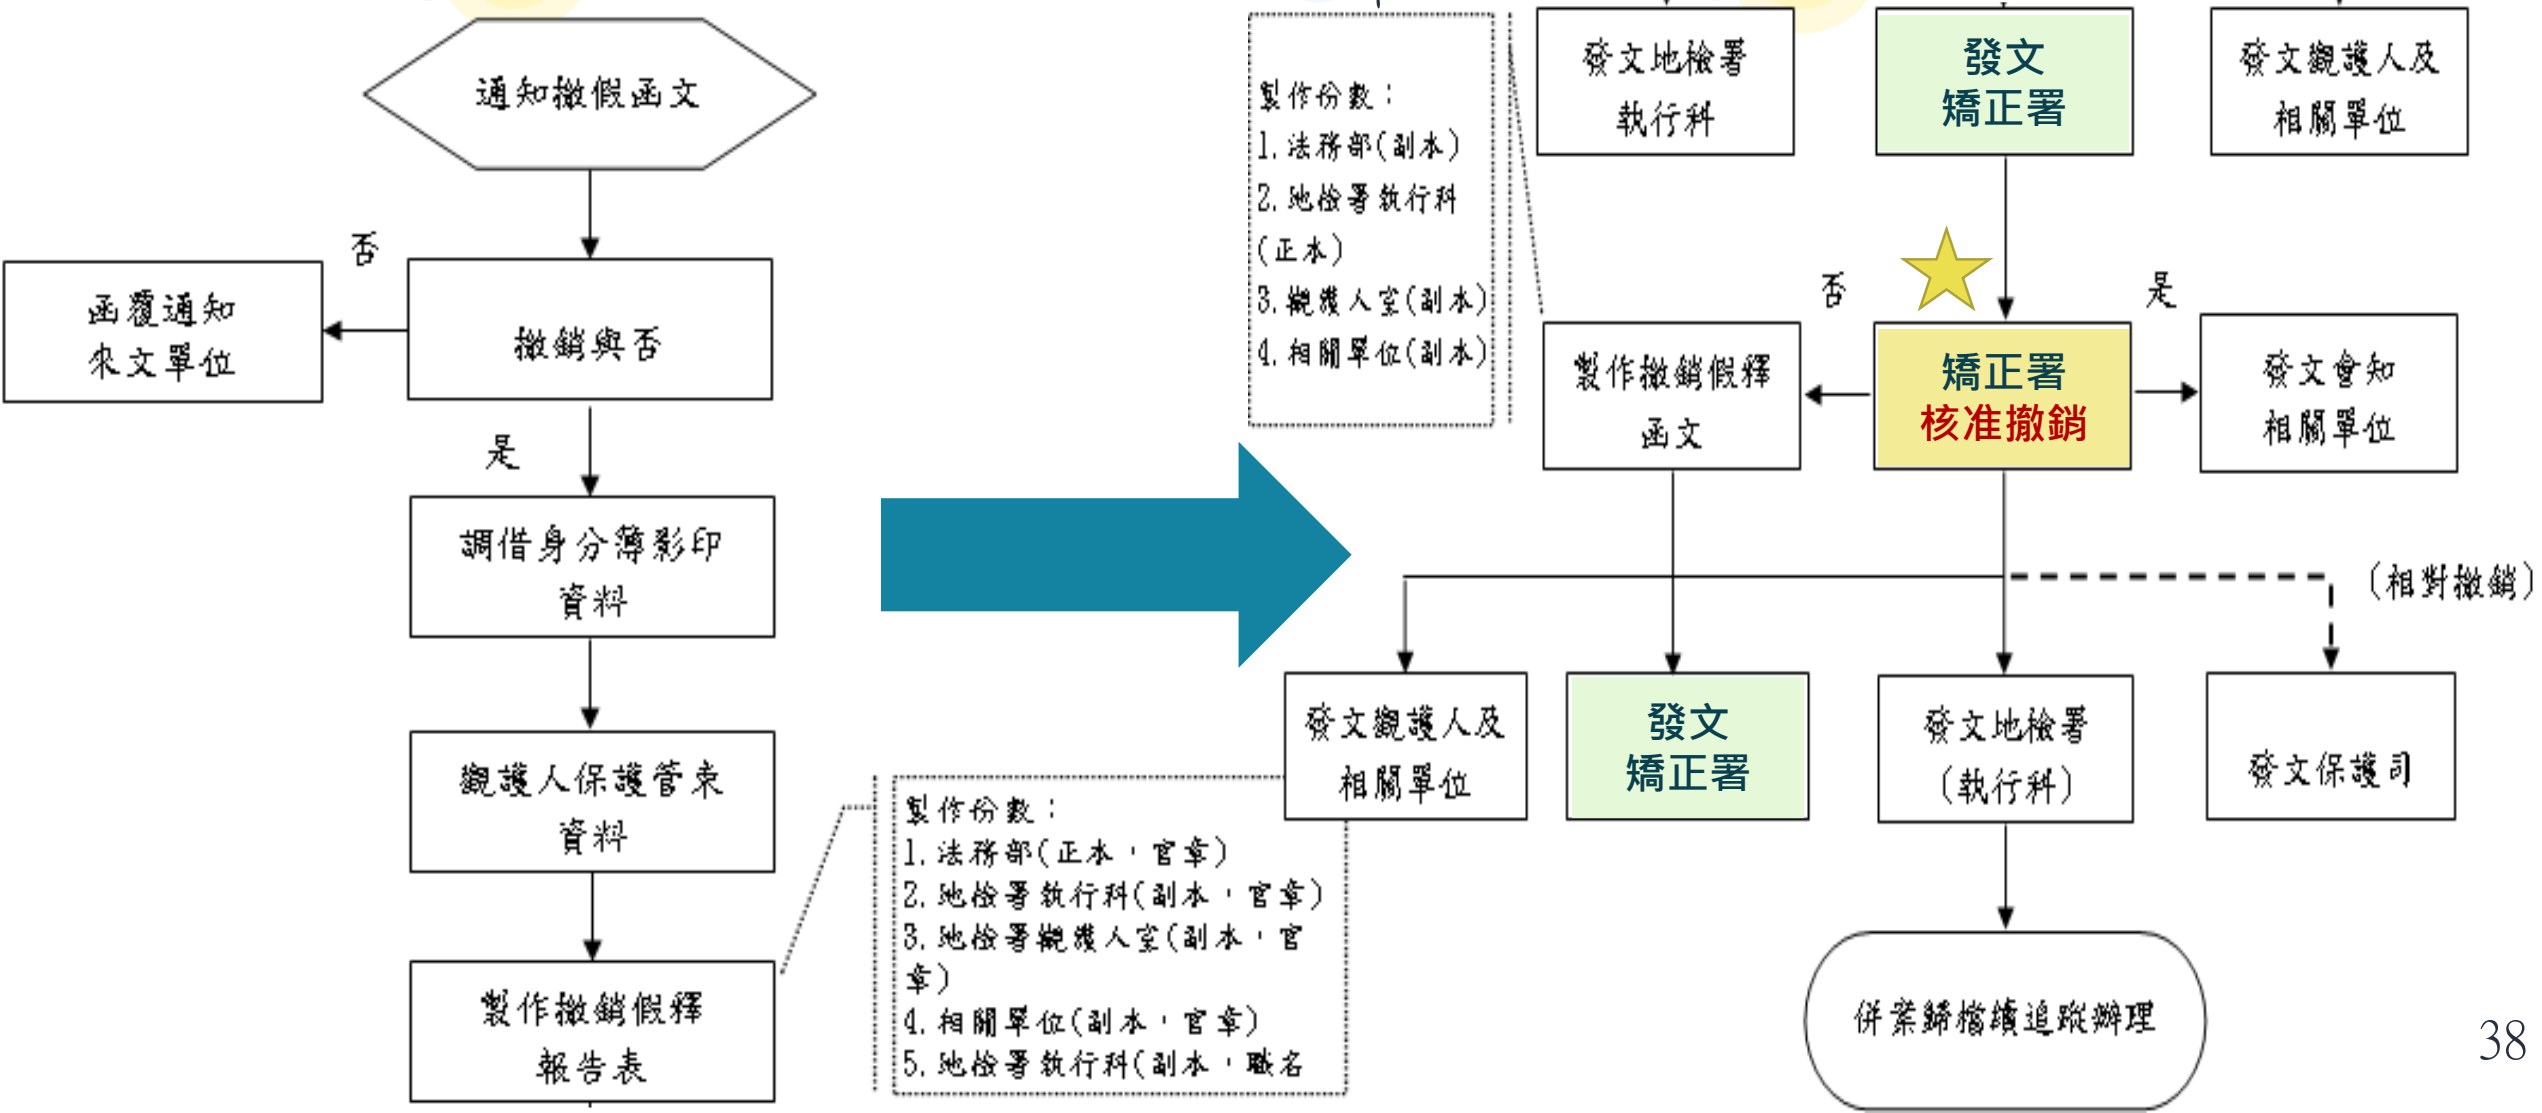 通知撤假函文
否
函覆通知
來文單位
撤銷與否
是
調借身分簿影印
資料
觀護人保護管束
資料
製作撤銷假釋
報告表
製作份數：
1.法務部(正本，官章)
2.地檢署執行科(副本，官章)
3.地檢署觀護人室(副本，官
章)
4.相關單位(副本，官章)
5.地檢署執行科(副本，職名
製作份數：
1.法務部(副本)
2.地檢署執行科
(正本)
3.觀護人室(副本)
4.相關單位(副本)
發文地檢署
執行科
發文
矯正署
發文觀護人及
相關單位
否
是
製作撤銷假釋
函文
矯正署
核准撤銷
發文會知
相關單位
(相對撤銷)
發文觀護人及
相關單位
發文
矯正署
發文地檢署
(執行科)
發文保護司
併案歸檔續追蹤辦理
38